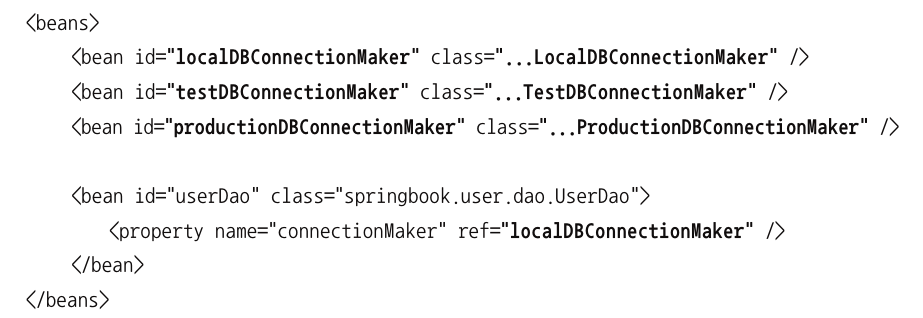 <beans>
<bean id="localDBConnectionMaker" class="...LocalDBConnectionMaker" />
<bean id="testDBConnectionMaker" class="...TestDBConnectionMaker" />
<bean id="productionDBConnectionMaker" class="...ProductionDBConnectionMaker" />
<bean id="userDao" class="springbook.user.dao.UserDao">
<property name="connectionMaker" ref="localDBConnectionMaker" />
</bean>
</beans>